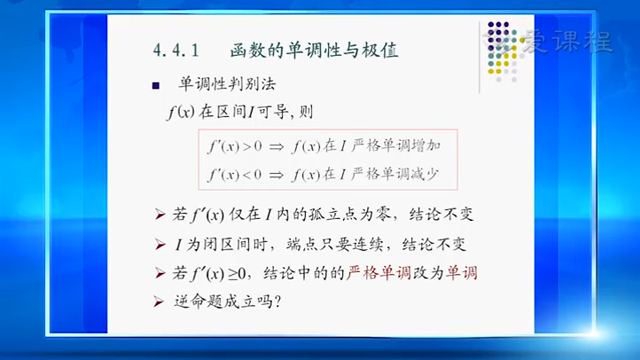 爱课程
4.4.1 函数的单调性与极值
■ 单调性判别法
f(x) 在区间 I 可导, 则
f′(x) > 0 ⇒ f(x) 在 I 严格单调增加
f′(x) < 0 ⇒ f(x) 在 I 严格单调减少
➢ 若 f′(x) 仅在 I 内的孤立点为零，结论不变
➢ I 为闭区间时，端点只要连续，结论不变
➢ 若 f′(x) ≥0，结论中的的严格单调改为单调
➢ 逆命题成立吗？